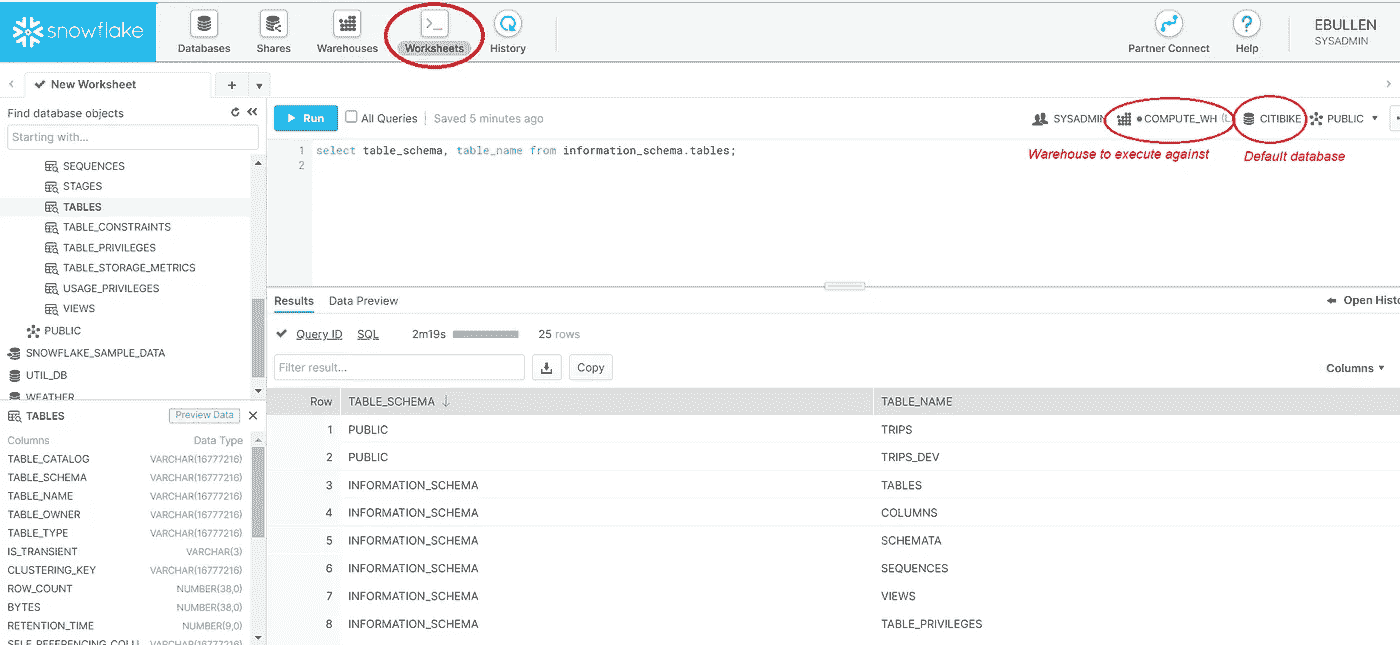 snowflake
Databases
Shares
Warehouses
>_
Worksheets
History
Partner Connect
?
Help
EBULLEN
SYSADMIN
New Worksheet
+
Find database objects
Starting with...
SEQUENCES
STAGES
TABLES
TABLE_CONSTRAINTS
TABLE_PRIVILEGES
TABLE_STORAGE_METRICS
USAGE_PRIVILEGES
VIEWS
PUBLIC
SNOWFLAKE_SAMPLE_DATA
UTIL_DB
WEATHER
TABLES Preview Data
Columns Data Type
TABLE_CATALOG VARCHAR(16777216)
TABLE_SCHEMA VARCHAR(16777216)
TABLE_NAME VARCHAR(16777216)
TABLE_OWNER VARCHAR(16777216)
TABLE_TYPE VARCHAR(16777216)
IS_TRANSIENT VARCHAR(3)
CLUSTERING_KEY VARCHAR(16777216)
ROW_COUNT NUMBER(38,0)
BYTES NUMBER(38,0)
RETENTION_TIME NUMBER(9,0)
VARCHAR(16777216)
Run All Queries Saved 5 minutes ago
SYSADMIN COMPUTE_WH (L CITIBIKE PUBLIC
Warehouse to execute against Default database
1 select table_schema, table_name from information_schema.tables;
2
Results Data Preview Open Histo
Query ID SQL 2m19s 25 rows
Filter result... Copy Columns
Row TABLE_SCHEMA TABLE_NAME
1 PUBLIC TRIPS
2 PUBLIC TRIPS_DEV
3 INFORMATION_SCHEMA TABLES
4 INFORMATION_SCHEMA COLUMNS
5 INFORMATION_SCHEMA SCHEMATA
6 INFORMATION_SCHEMA SEQUENCES
7 INFORMATION_SCHEMA VIEWS
8 INFORMATION_SCHEMA TABLE_PRIVILEGES